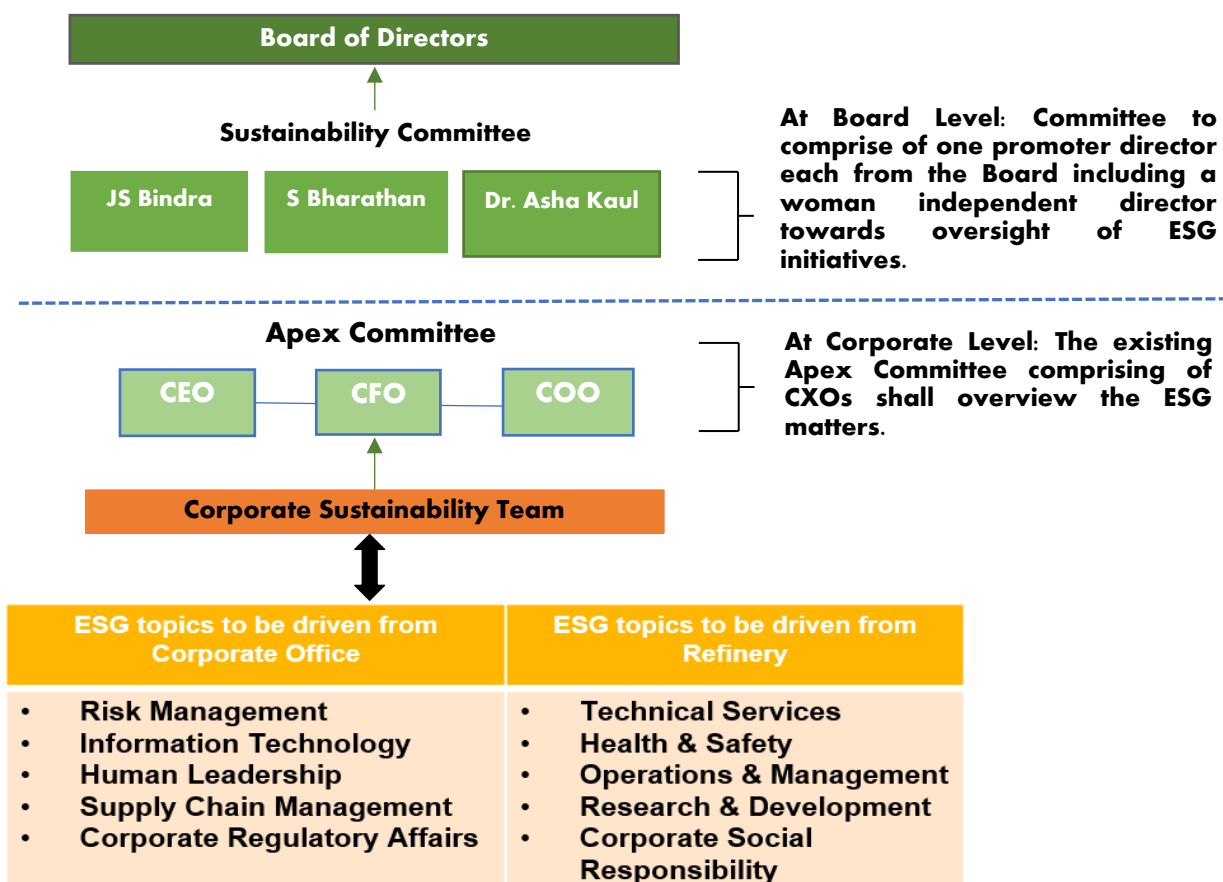 Board of Directors
Sustainability Committee
JS Bindra
S Bharathan
Dr. Asha Kaul
At Board Level: Committee to
comprise of one promoter director
each from the Board including a
woman independent director
towards oversight of ESG
initiatives.
Apex Committee
CEO
CFO
COO
At Corporate Level: The existing
Apex Committee comprising of
CXOs shall overview the ESG
matters.
Corporate Sustainability Team
ESG topics to be driven from
Corporate Office
• Risk Management
• Information Technology
• Human Leadership
• Supply Chain Management
• Corporate Regulatory Affairs
ESG topics to be driven from
Refinery
• Technical Services
• Health & Safety
• Operations & Management
• Research & Development
• Corporate Social
Responsibility